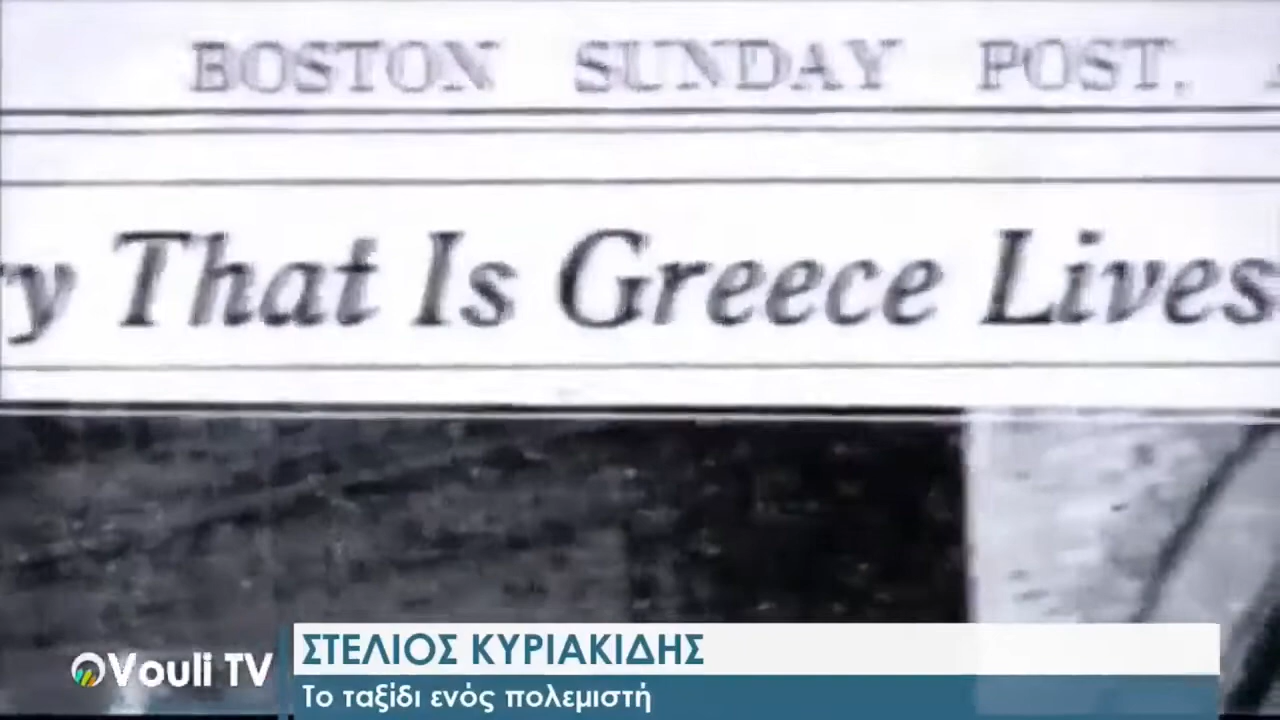 BOSTON SUNDAY POST,
y That Is Greece Lives
ΣΤΕΛΙΟΣ ΚΥΡΙΑΚΙΔΗΣ
Vouli TV
Το ταξίδι ενός πολεμιστή